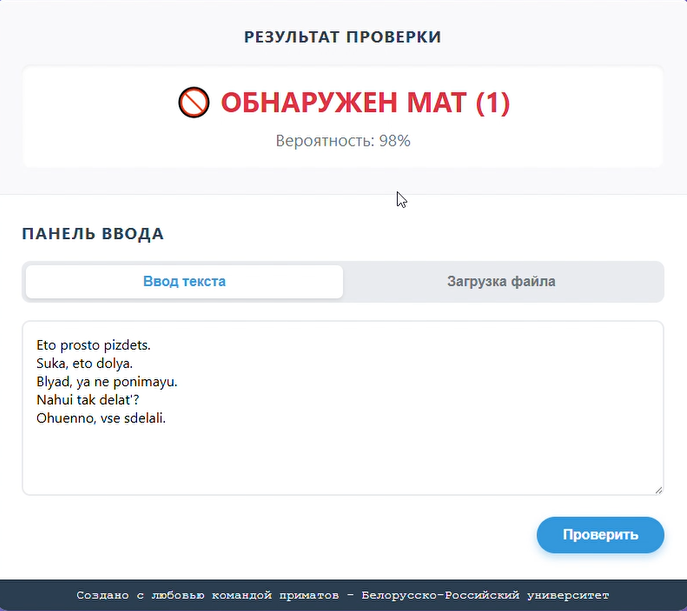 РЕЗУЛЬТАТ ПРОВЕРКИ
ОБНАРУЖЕН МАТ (1)
Вероятность: 98%
ПАНЕЛЬ ВВОДА
Ввод текста
Загрузка файла
Eto prosto pizdets.
Suka, eto dolya.
Blyad, ya ne ponimayu.
Nahui tak delat'?
Ohuenno, vse sdelali.
Проверить
Создано с любовью командой приматов – Белорусско-Российский университет